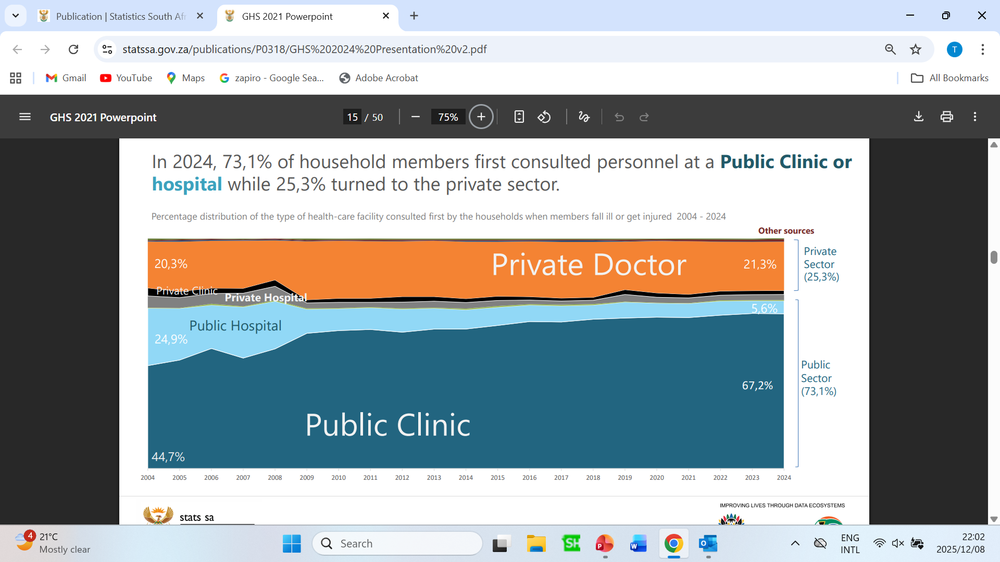 Publication | Statistics South Afr
GHS 2021 Powerpoint
statssa.gov.za/publications/P0318/GHS%202024%20Presentation%20v2.pdf
T
Gmail
YouTube
Maps
zapiro - Google Sea...
Adobe Acrobat
All Bookmarks
GHS 2021 Powerpoint
15 / 50
75%
In 2024, 73,1% of household members first consulted personnel at a Public Clinic or
hospital while 25,3% turned to the private sector.
Percentage distribution of the type of health-care facility consulted first by the households when members fall ill or get injured 2004 - 2024
Other sources
20,3%
Private Doctor
21,3%
Private
Sector
(25,3%)
Private Clinic
Private Hospital
5,6%
Public Hospital
24,9%
Public
Sector
(73,1%)
67,2%
Public Clinic
44,7%
2004 2005 2006 2007 2008 2009 2010 2011 2012 2013 2014 2015 2016 2017 2018 2019 2020 2021 2022 2023 2024
IMPROVING LIVES THROUGH DATA ECOSYSTEMS
stats sa
4
21°C
Mostly clear
Search
SH
P
W
O
ENG
INTL
22:02
2025/12/08